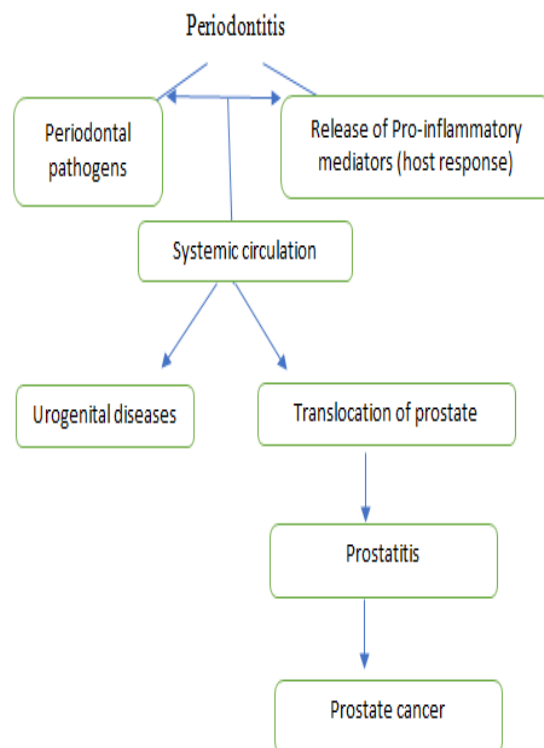 Periodontitis
Periodontal
pathogens
Release of Pro-inflammatory
mediators (host response)
Systemic circulation
Urogenital diseases
Translocation of prostate
Prostatitis
Prostate cancer